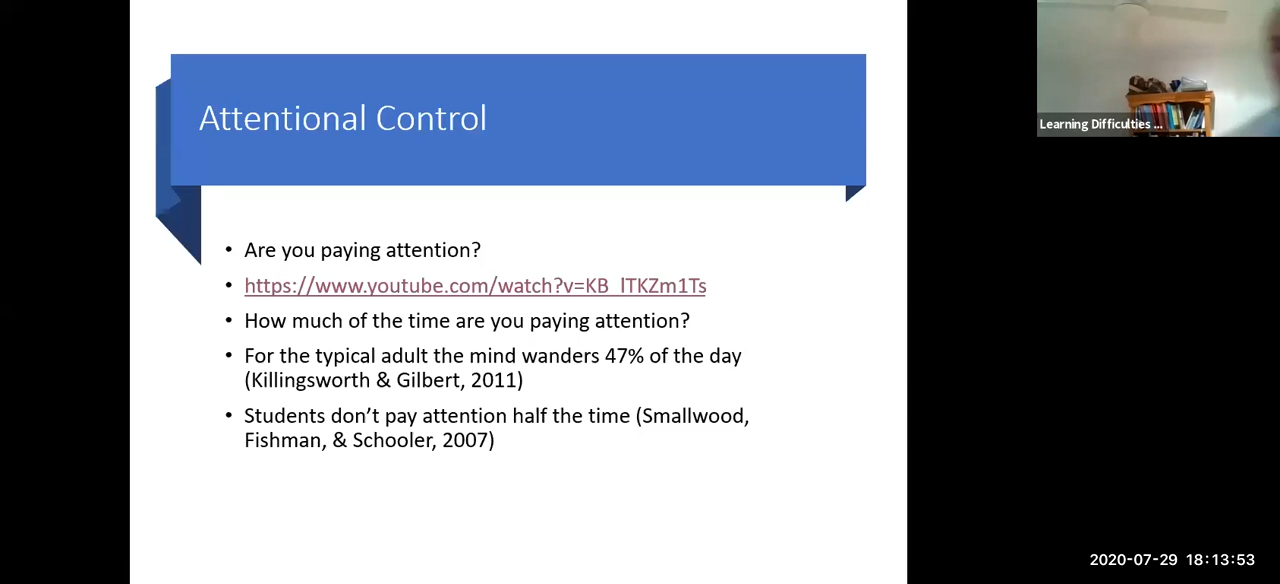 Attentional Control
• Are you paying attention?
• https://www.youtube.com/watch?v=KB_lTKZm1Ts
• How much of the time are you paying attention?
• For the typical adult the mind wanders 47% of the day
(Killingsworth & Gilbert, 2011)
• Students don’t pay attention half the time (Smallwood,
Fishman, & Schooler, 2007)
Learning Difficulties ...
2020-07-29 18:13:53